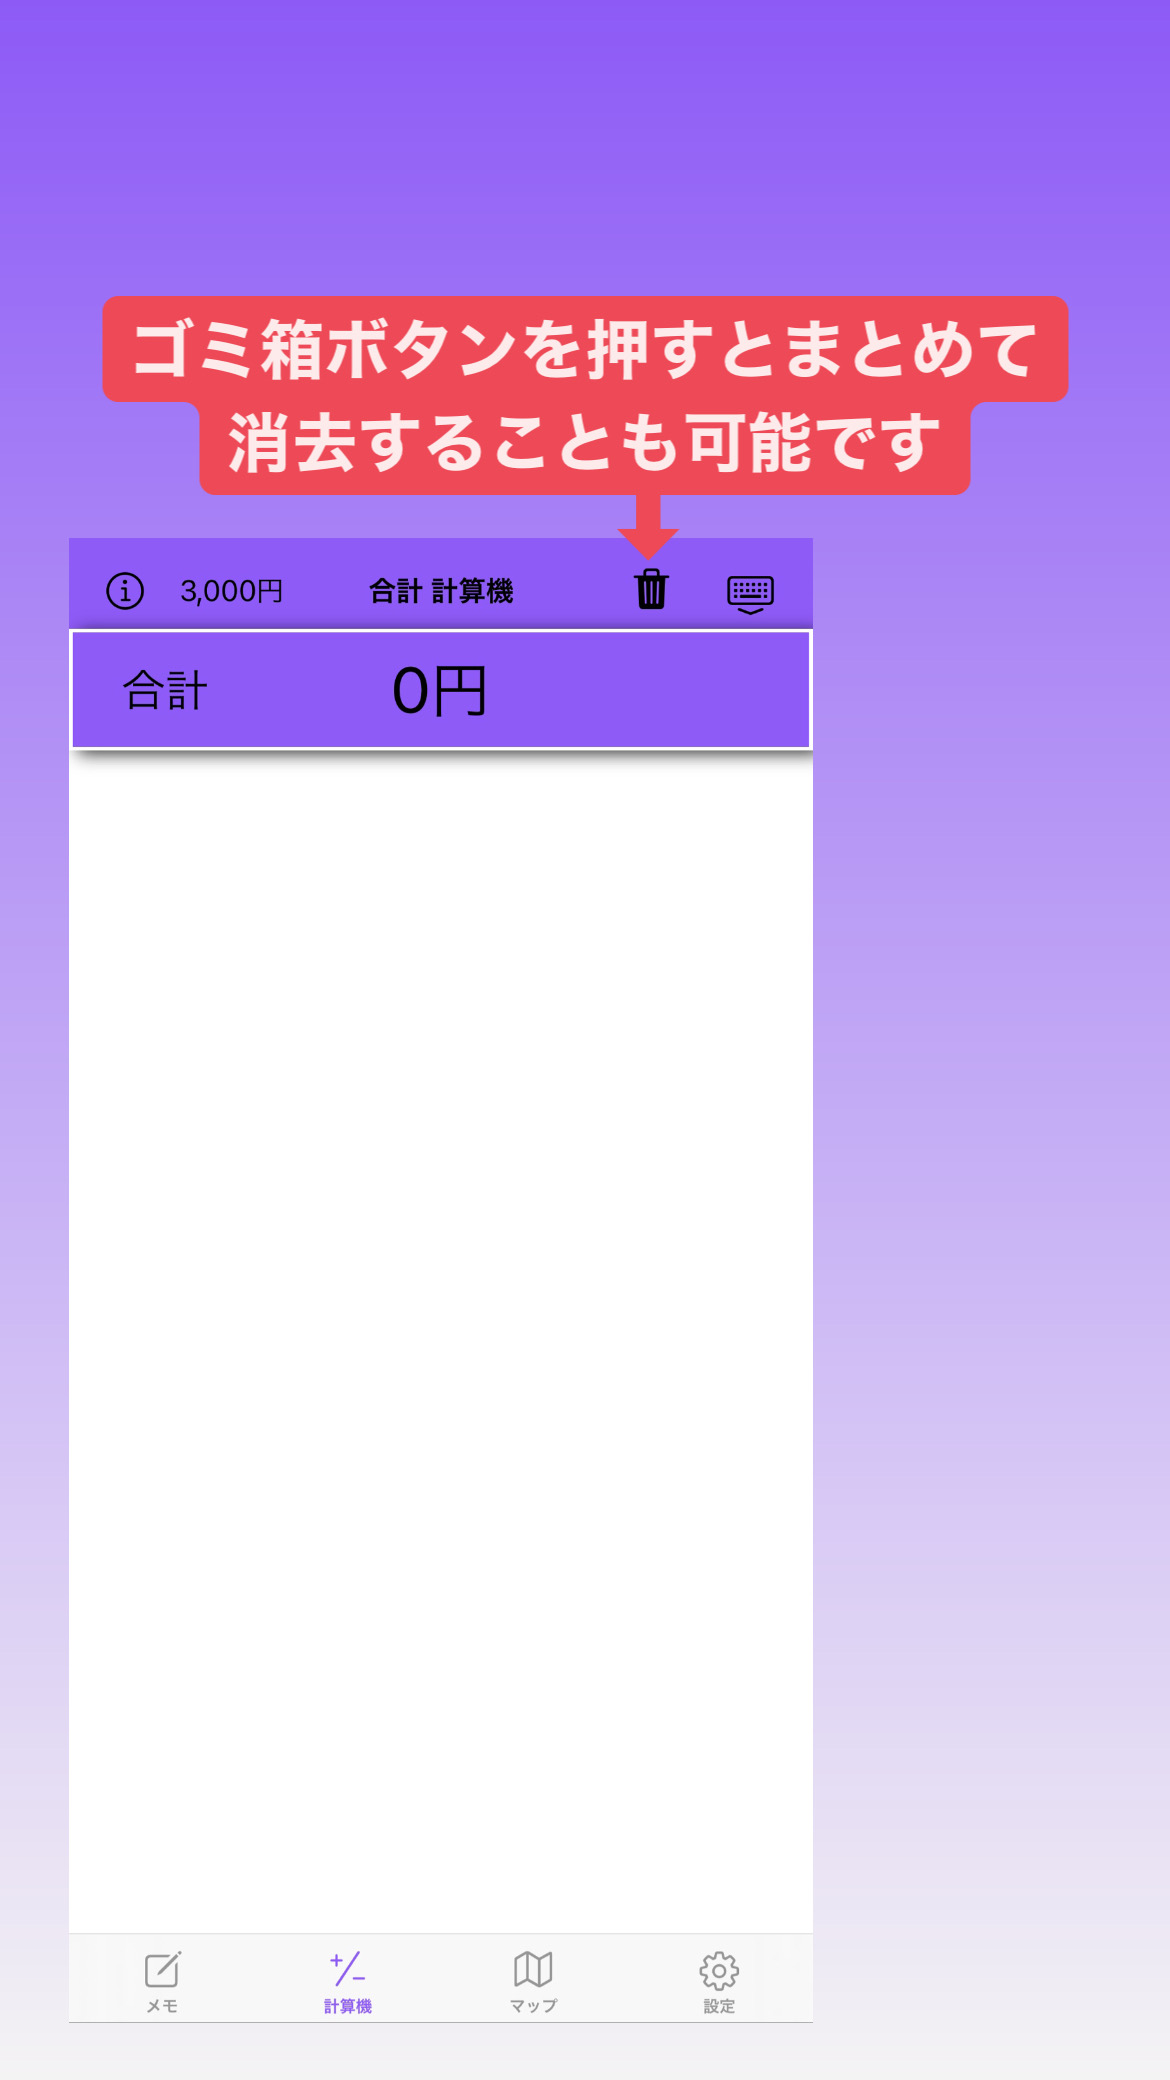 ゴミ箱ボタンを押すとまとめて
消去することも可能です
3,000円 合計 計算機
合計 0円
メモ 計算機 マップ 設定